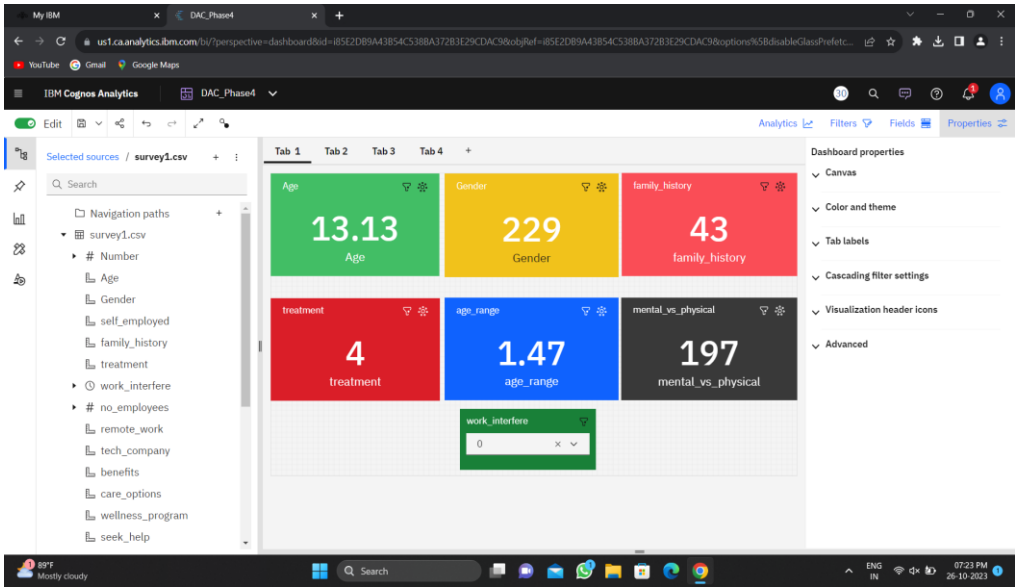 My IBM
DAC_Phase4
us1.ca.analytics.ibm.com/bi/?perspective=dashboard&id=i85E2DB9A43B54C538BA372B3E29CDAC9&objRef=i85E2DB9A43B54C538BA372B3E29CDAC9&options%5BdisableGlassPrefetc...
YouTube
Gmail
Google Maps
IBM Cognos Analytics
DAC_Phase4
30
1
Edit
Analytics
Filters
Fields
Properties
Selected sources / survey1.csv
Search
Navigation paths
survey1.csv
# Number
Age
Gender
self_employed
family_history
treatment
work_interfere
# no_employees
remote_work
tech_company
benefits
care_options
wellness_program
seek_help
Tab 1
Tab 2
Tab 3
Tab 4
Age
13.13
Age
Gender
229
Gender
family_history
43
family_history
treatment
4
treatment
age_range
1.47
age_range
mental_vs_physical
197
mental_vs_physical
work_interfere
0
Dashboard properties
Canvas
Color and theme
Tab labels
Cascading filter settings
Visualization header icons
Advanced
1
89°F
Mostly cloudy
Search
ENG
IN
07:23 PM
26-10-2023
1